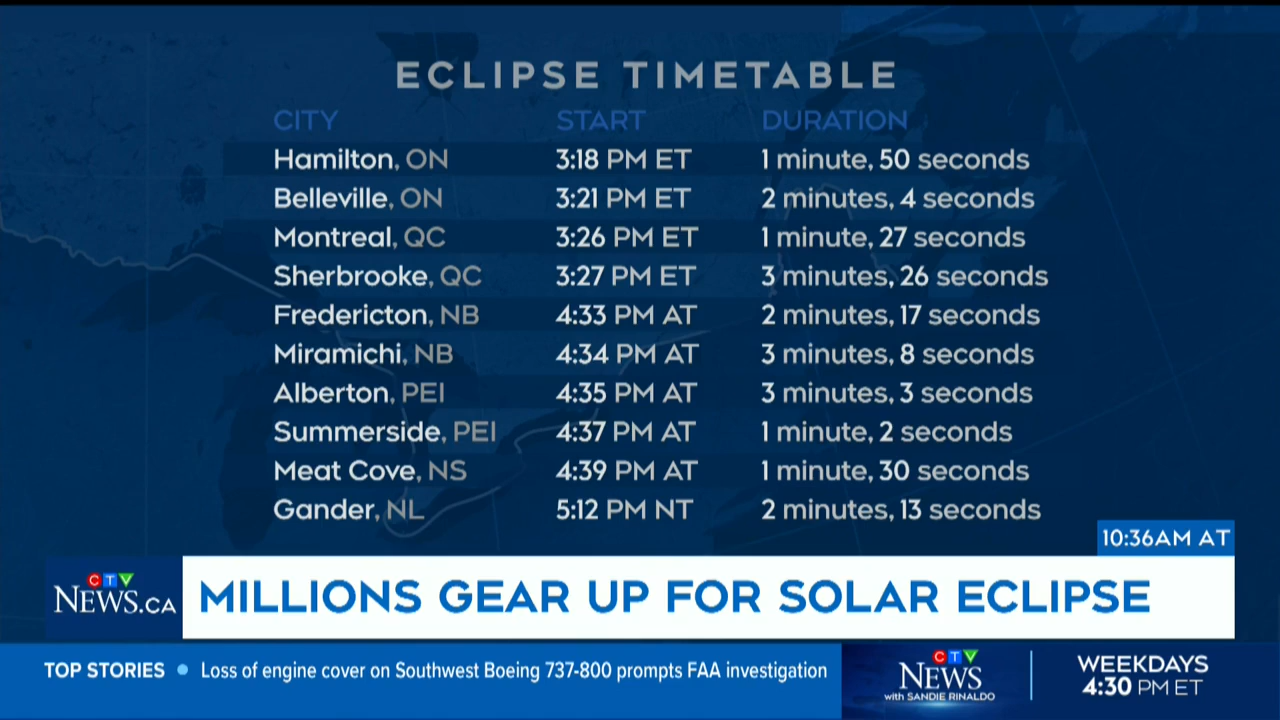 ECLIPSE TIMETABLE
CITY START DURATION
Hamilton, ON 3:18 PM ET 1 minute, 50 seconds
Belleville, ON 3:21 PM ET 2 minutes, 4 seconds
Montreal, QC 3:26 PM ET 1 minute, 27 seconds
Sherbrooke, QC 3:27 PM ET 3 minutes, 26 seconds
Fredericton, NB 4:33 PM AT 2 minutes, 17 seconds
Miramichi, NB 4:34 PM AT 3 minutes, 8 seconds
Alberton, PEI 4:35 PM AT 3 minutes, 3 seconds
Summerside, PEI 4:37 PM AT 1 minute, 2 seconds
Meat Cove, NS 4:39 PM AT 1 minute, 30 seconds
Gander, NL 5:12 PM NT 2 minutes, 13 seconds
10:36AM AT
CTV
NEWS.CA
MILLIONS GEAR UP FOR SOLAR ECLIPSE
TOP STORIES • Loss of engine cover on Southwest Boeing 737-800 prompts FAA investigation
CTV
NEWS
with SANDIE RINALDO
WEEKDAYS
4:30 PM ET